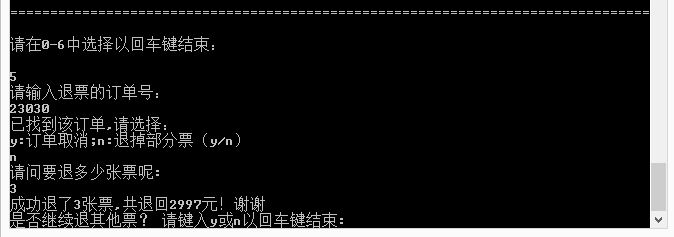 ================================================================================
请在0-6中选择以回车键结束:
5
请输入退票的订单号:
23030
已找到该订单,请选择:
y:订单取消;n:退掉部分票（y/n）
n
请问要退多少张票呢:
3
成功退了3张票,共退回2997元! 谢谢
是否继续退其他票? 请键入y或n以回车键结束: